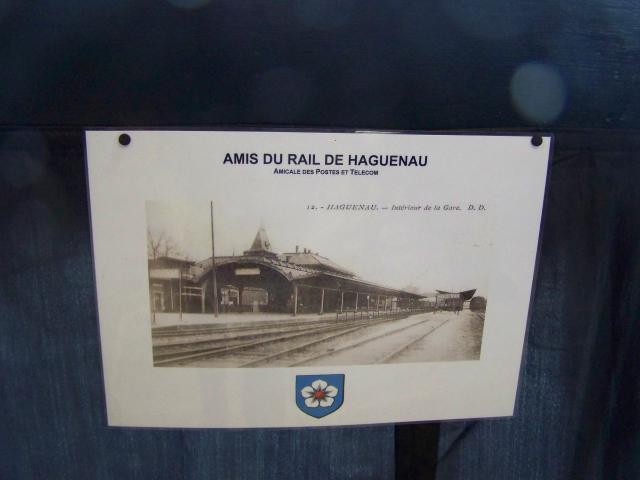 AMIS DU RAIL DE HAGUENAU
AMICALE DES POSTES ET TELECOM
12. - HAGUENAU. — Intérieur de la Gare. D. D.